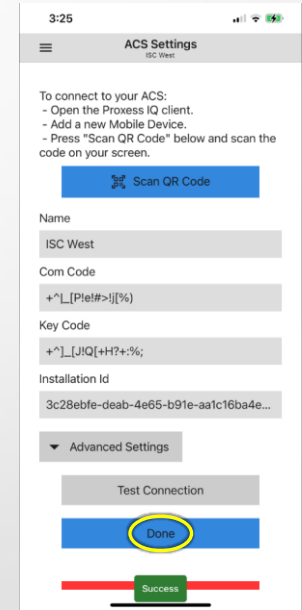 3:25
ACS Settings
ISC West
To connect to your ACS:
- Open the Proxess IQ client.
- Add a new Mobile Device.
- Press "Scan QR Code" below and scan the
code on your screen.
Scan QR Code
Name
ISC West
Com Code
+^|_[P!e!#>!j[%)
Key Code
+^]_[J!Q[+H?+:%;
Installation Id
3c28ebfe-deab-4e65-b91e-aa1c16ba4e...
Advanced Settings
Test Connection
Done
Success